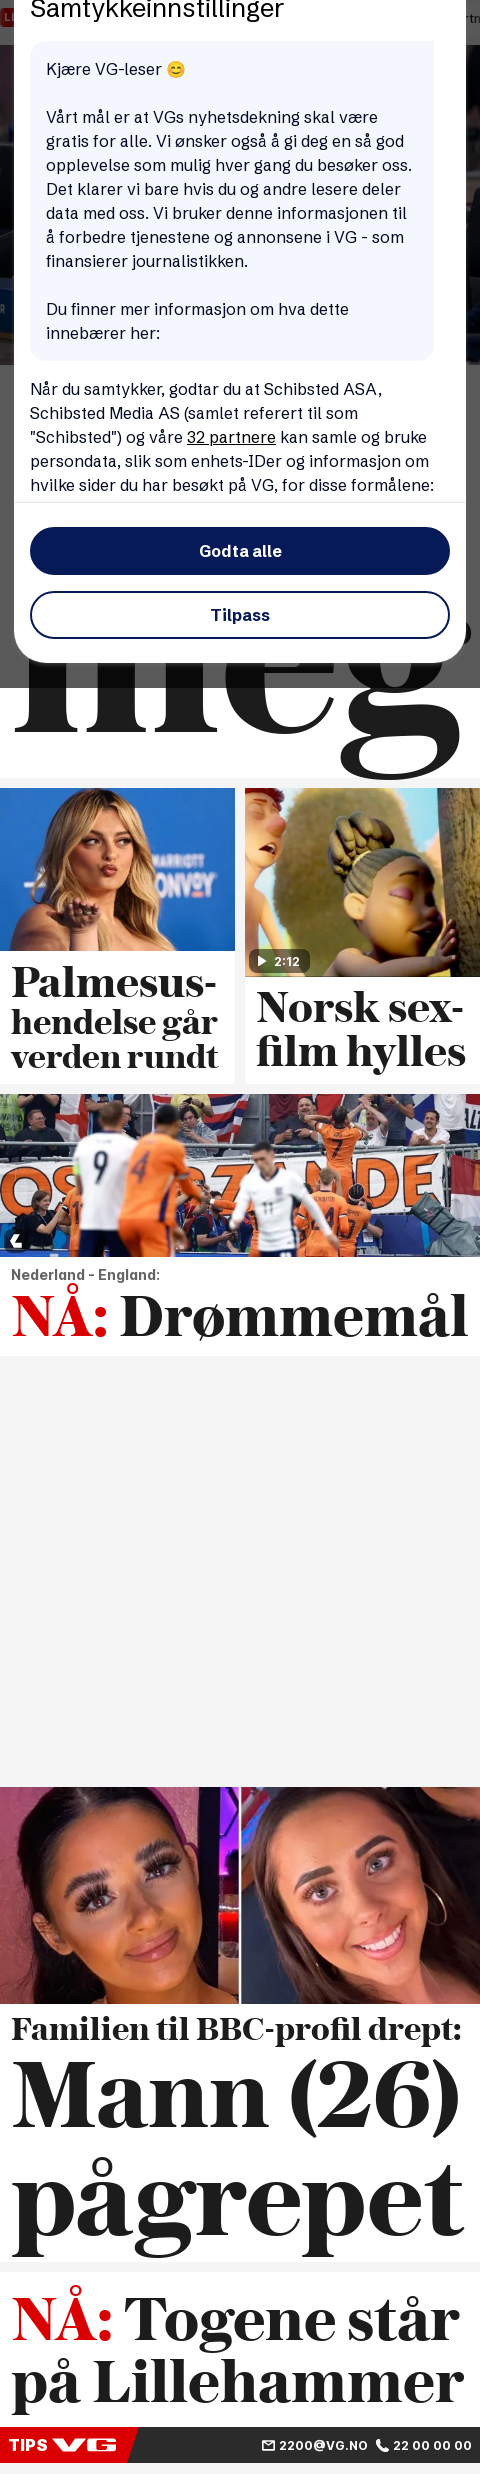 Samtykkeinnstillinger
Kjære VG-leser 😊
Vårt mål er at VGs nyhetsdekning skal være
gratis for alle. Vi ønsker også å gi deg en så god
opplevelse som mulig hver gang du besøker oss.
Det klarer vi bare hvis du og andre lesere deler
data med oss. Vi bruker denne informasjonen til
å forbedre tjenestene og annonsene i VG - som
finansierer journalistikken.
Du finner mer informasjon om hva dette
innebærer her:
Når du samtykker, godtar du at Schibsted ASA,
Schibsted Media AS (samlet referert til som
"Schibsted") og våre 32 partnere kan samle og bruke
persondata, slik som enhets-IDer og informasjon om
hvilke sider du har besøkt på VG, for disse formålene:
Godta alle
Tilpass
meg
MARRIOTT
ONVOY
2:12
Palmesus-
hendelse går
verden rundt
Norsk sex-
film hylles
9
4
7
11
Nederland - England:
NÅ: Drømmemål
Familien til BBC-profil drept:
Mann (26)
pågrepet
NÅ: Togene står
på Lillehammer
TIPS VG
2200@VG.NO
22 00 00 00